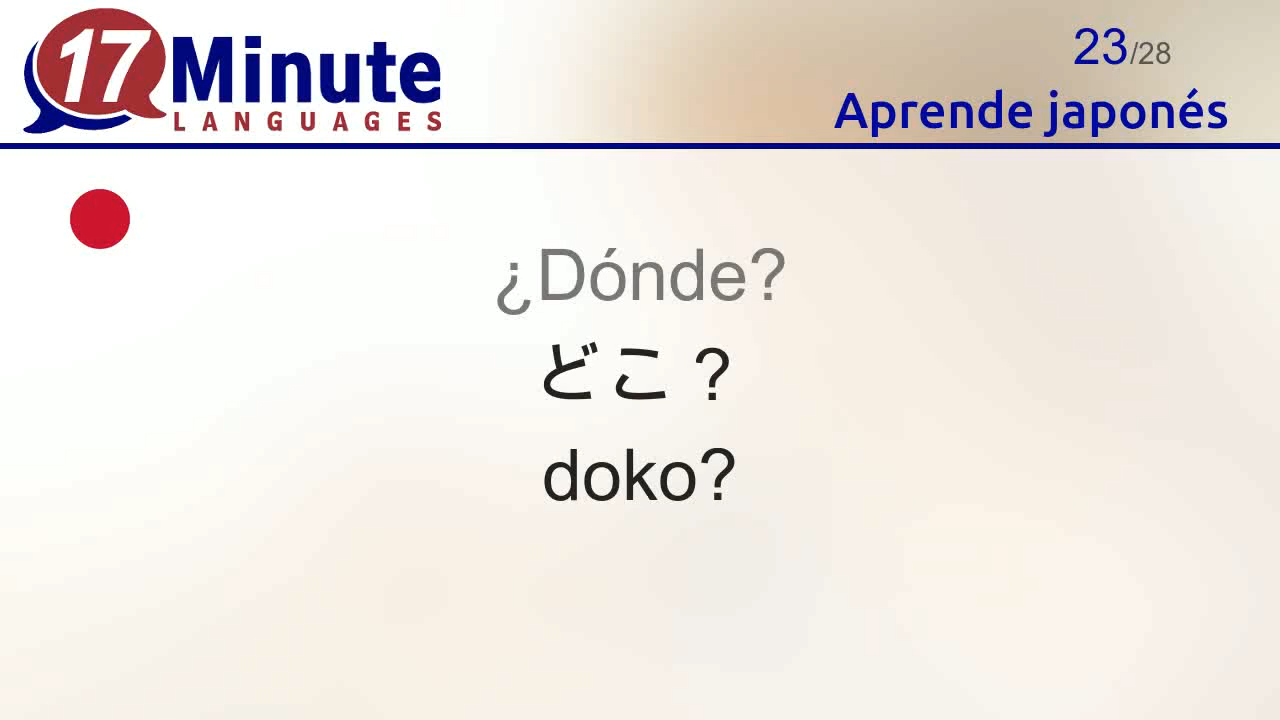 17 Minute
LANGUAGES
23/28
Aprende japonés
¿Dónde?
どこ？
doko?